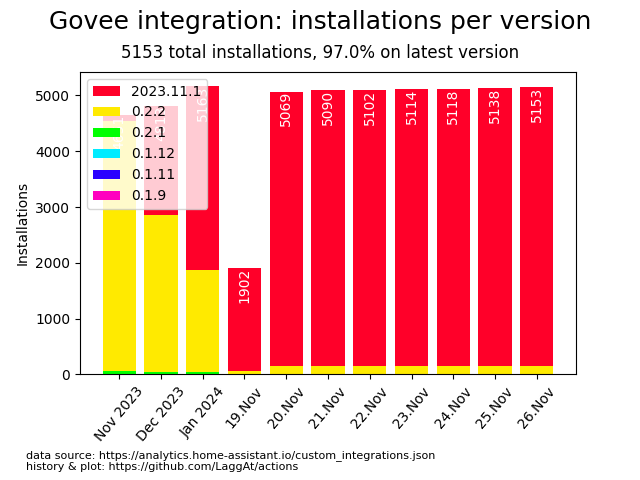 Govee integration: installations per version
5153 total installations, 97.0% on latest version
Installations
5000
4000
3000
2000
1000
0
2023.11.1
0.2.2
0.2.1
0.1.12
0.1.11
0.1.9
1902
5069
5090
5102
5114
5118
5138
5153
Nov 2023
Dec 2023
Jan 2024
19.Nov
20.Nov
21.Nov
22.Nov
23.Nov
24.Nov
25.Nov
26.Nov
data source: https://analytics.home-assistant.io/custom_integrations.json
history & plot: https://github.com/LaggAt/actions